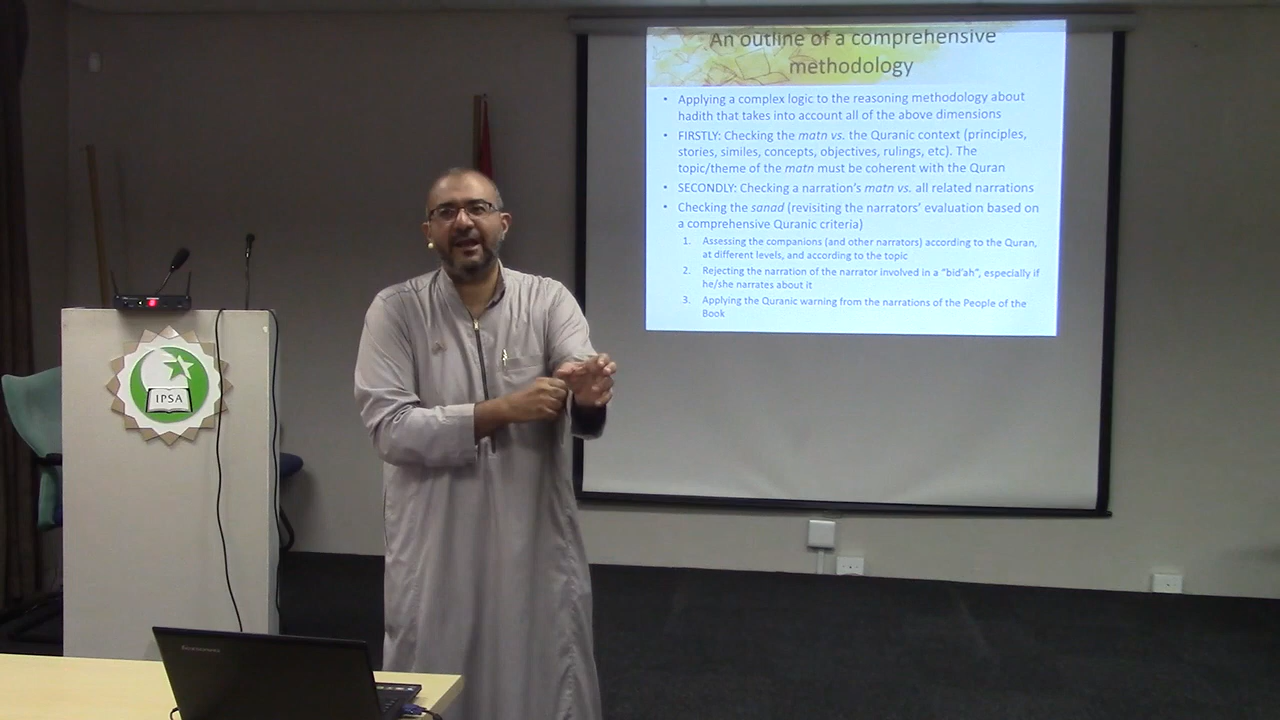 An outline of a comprehensive
methodology
• Applying a complex logic to the reasoning methodology about
hadith that takes into account all of the above dimensions
• FIRSTLY: Checking the matn vs. the Quranic context (principles,
stories, similes, concepts, objectives, rulings, etc). The
topic/theme of the matn must be coherent with the Quran
• SECONDLY: Checking a narration's matn vs. all related narrations
• Checking the sanad (revisiting the narrators' evaluation based on
a comprehensive Quranic criteria)
1. Assessing the companions (and other narrators) according to the Quran,
at different levels, and according to the topic
2. Rejecting the narration of the narrator involved in a "bid'ah", especially if
he/she narrates about it
3. Applying the Quranic warning from the narrations of the People of the
Book
IPSA